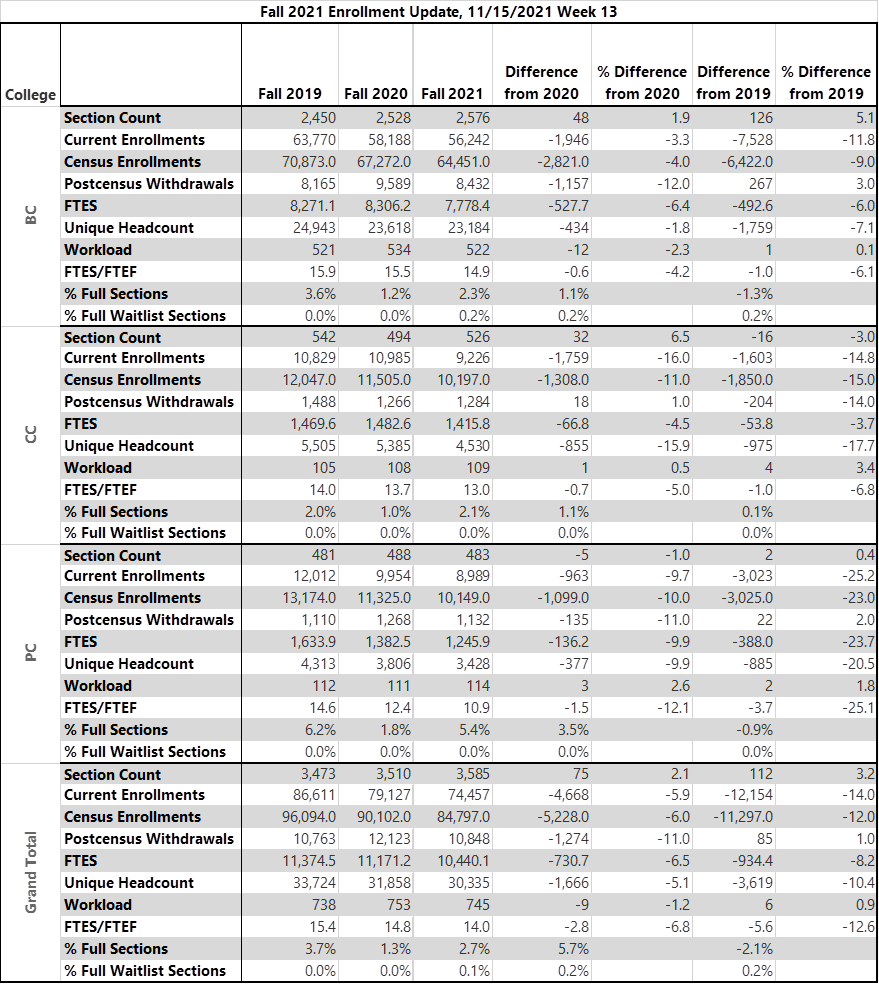 Fall 2021 Enrollment Update, 11/15/2021 Week 13
College Fall 2019 Fall 2020 Fall 2021 Difference from 2020 % Difference from 2020 Difference from 2019 % Difference from 2019
BC
Section Count 2,450 2,528 2,576 48 1.9 126 5.1
Current Enrollments 63,770 58,188 56,242 -1,946 -3.3 -7,528 -11.8
Census Enrollments 70,873.0 67,272.0 64,451.0 -2,821.0 -4.0 -6,422.0 -9.0
Postcensus Withdrawals 8,165 9,589 8,432 -1,157 -12.0 267 3.0
FTES 8,271.1 8,306.2 7,778.4 -527.7 -6.4 -492.6 -6.0
Unique Headcount 24,943 23,618 23,184 -434 -1.8 -1,759 -7.1
Workload 521 534 522 -12 -2.3 1 0.1
FTES/FTEF 15.9 15.5 14.9 -0.6 -4.2 -1.0 -6.1
% Full Sections 3.6% 1.2% 2.3% 1.1% -1.3%
% Full Waitlist Sections 0.0% 0.0% 0.2% 0.2% 0.2%
CC
Section Count 542 494 526 32 6.5 -16 -3.0
Current Enrollments 10,829 10,985 9,226 -1,759 -16.0 -1,603 -14.8
Census Enrollments 12,047.0 11,505.0 10,197.0 -1,308.0 -11.0 -1,850.0 -15.0
Postcensus Withdrawals 1,488 1,266 1,284 18 1.0 -204 -14.0
FTES 1,469.6 1,482.6 1,415.8 -66.8 -4.5 -53.8 -3.7
Unique Headcount 5,505 5,385 4,530 -855 -15.9 -975 -17.7
Workload 105 108 109 1 0.5 4 3.4
FTES/FTEF 14.0 13.7 13.0 -0.7 -5.0 -1.0 -6.8
% Full Sections 2.0% 1.0% 2.1% 1.1% 0.1%
% Full Waitlist Sections 0.0% 0.0% 0.0% 0.0% 0.0%
PC
Section Count 481 488 483 -5 -1.0 2 0.4
Current Enrollments 12,012 9,954 8,989 -963 -9.7 -3,023 -25.2
Census Enrollments 13,174.0 11,325.0 10,149.0 -1,099.0 -10.0 -3,025.0 -23.0
Postcensus Withdrawals 1,110 1,268 1,132 -135 -11.0 22 2.0
FTES 1,633.9 1,382.5 1,245.9 -136.2 -9.9 -388.0 -23.7
Unique Headcount 4,313 3,806 3,428 -377 -9.9 -885 -20.5
Workload 112 111 114 3 2.6 2 1.8
FTES/FTEF 14.6 12.4 10.9 -1.5 -12.1 -3.7 -25.1
% Full Sections 6.2% 1.8% 5.4% 3.5% -0.9%
% Full Waitlist Sections 0.0% 0.0% 0.0% 0.0% 0.0%
Grand Total
Section Count 3,473 3,510 3,585 75 2.1 112 3.2
Current Enrollments 86,611 79,127 74,457 -4,668 -5.9 -12,154 -14.0
Census Enrollments 96,094.0 90,102.0 84,797.0 -5,228.0 -6.0 -11,297.0 -12.0
Postcensus Withdrawals 10,763 12,123 10,848 -1,274 -11.0 85 1.0
FTES 11,374.5 11,171.2 10,440.1 -730.7 -6.5 -934.4 -8.2
Unique Headcount 33,724 31,858 30,335 -1,666 -5.1 -3,619 -10.4
Workload 738 753 745 -9 -1.2 6 0.9
FTES/FTEF 15.4 14.8 14.0 -2.8 -6.8 -5.6 -12.6
% Full Sections 3.7% 1.3% 2.7% 5.7% -2.1%
% Full Waitlist Sections 0.0% 0.0% 0.1% 0.2% 0.2%